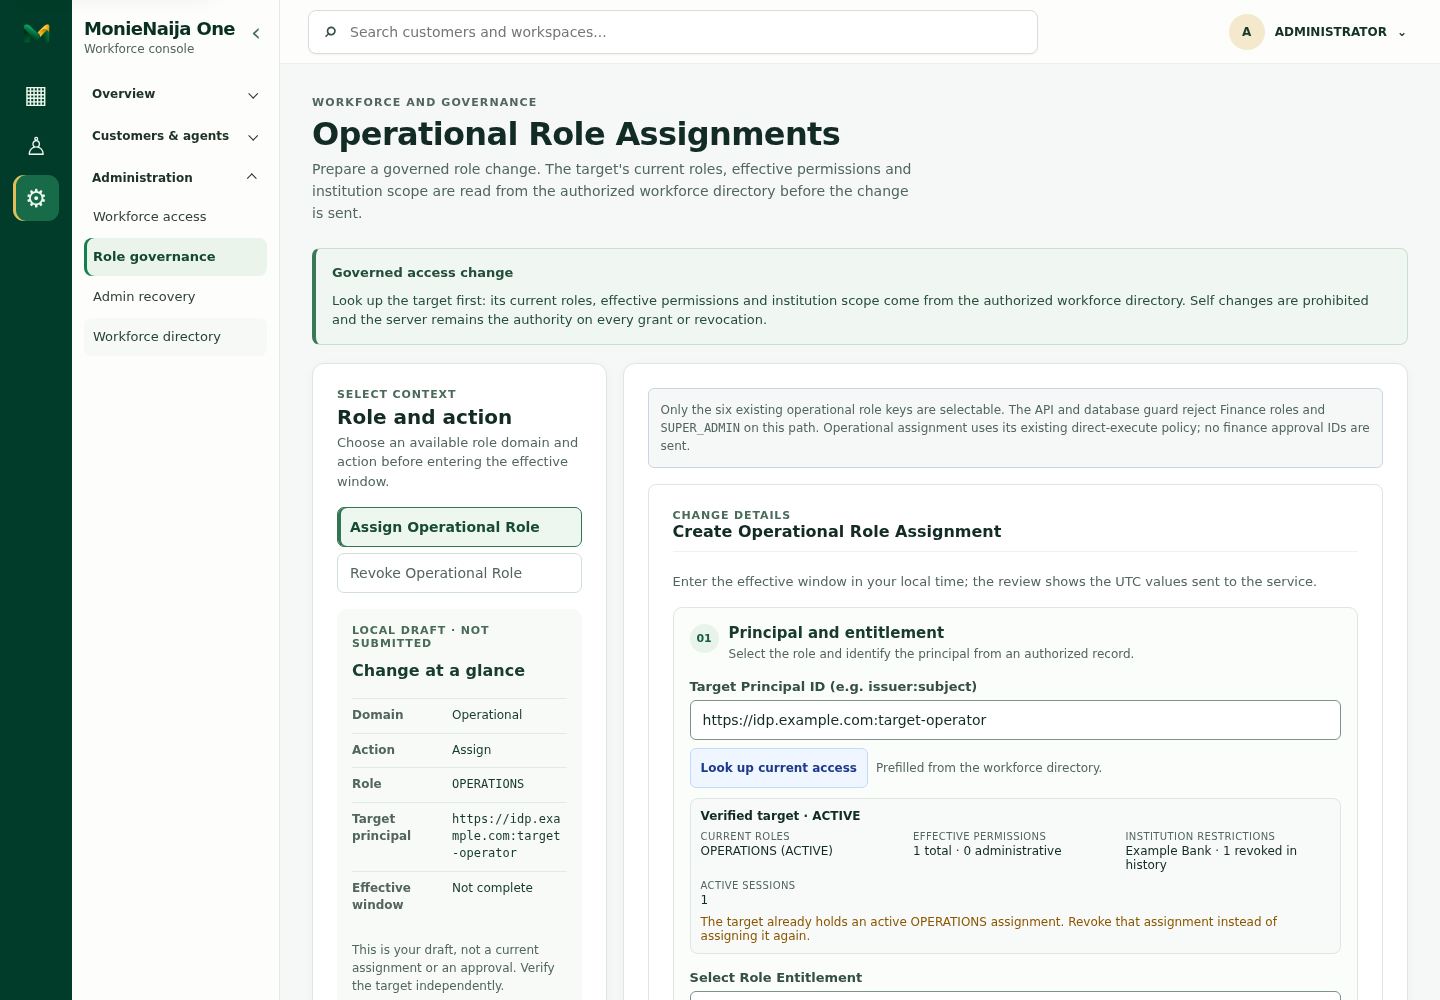 MonieNaija One
Workforce console
Overview
Customers & agents
Administration
Workforce access
Role governance
Admin recovery
Workforce directory
Search customers and workspaces...
A
ADMINISTRATOR
WORKFORCE AND GOVERNANCE
Operational Role Assignments
Prepare a governed role change. The target's current roles, effective permissions and
institution scope are read from the authorized workforce directory before the change
is sent.
Governed access change
Look up the target first: its current roles, effective permissions and institution scope come from the authorized workforce directory. Self changes are prohibited
and the server remains the authority on every grant or revocation.
SELECT CONTEXT
Role and action
Choose an available role domain and
action before entering the effective
window.
Assign Operational Role
Revoke Operational Role
LOCAL DRAFT · NOT
SUBMITTED
Change at a glance
Domain Operational
Action Assign
Role OPERATIONS
Target principal
https://idp.exa
mple.com:target
-operator
Effective window
Not complete
This is your draft, not a current
assignment or an approval. Verify
the target independently.
Only the six existing operational role keys are selectable. The API and database guard reject Finance roles and
SUPER_ADMIN on this path. Operational assignment uses its existing direct-execute policy; no finance approval IDs are
sent.
CHANGE DETAILS
Create Operational Role Assignment
Enter the effective window in your local time; the review shows the UTC values sent to the service.
01
Principal and entitlement
Select the role and identify the principal from an authorized record.
Target Principal ID (e.g. issuer:subject)
https://idp.example.com:target-operator
Look up current access
Prefilled from the workforce directory.
Verified target · ACTIVE
CURRENT ROLES
OPERATIONS (ACTIVE)
EFFECTIVE PERMISSIONS
1 total · 0 administrative
INSTITUTION RESTRICTIONS
Example Bank · 1 revoked in
history
ACTIVE SESSIONS
1
The target already holds an active OPERATIONS assignment. Revoke that assignment instead of
assigning it again.
Select Role Entitlement